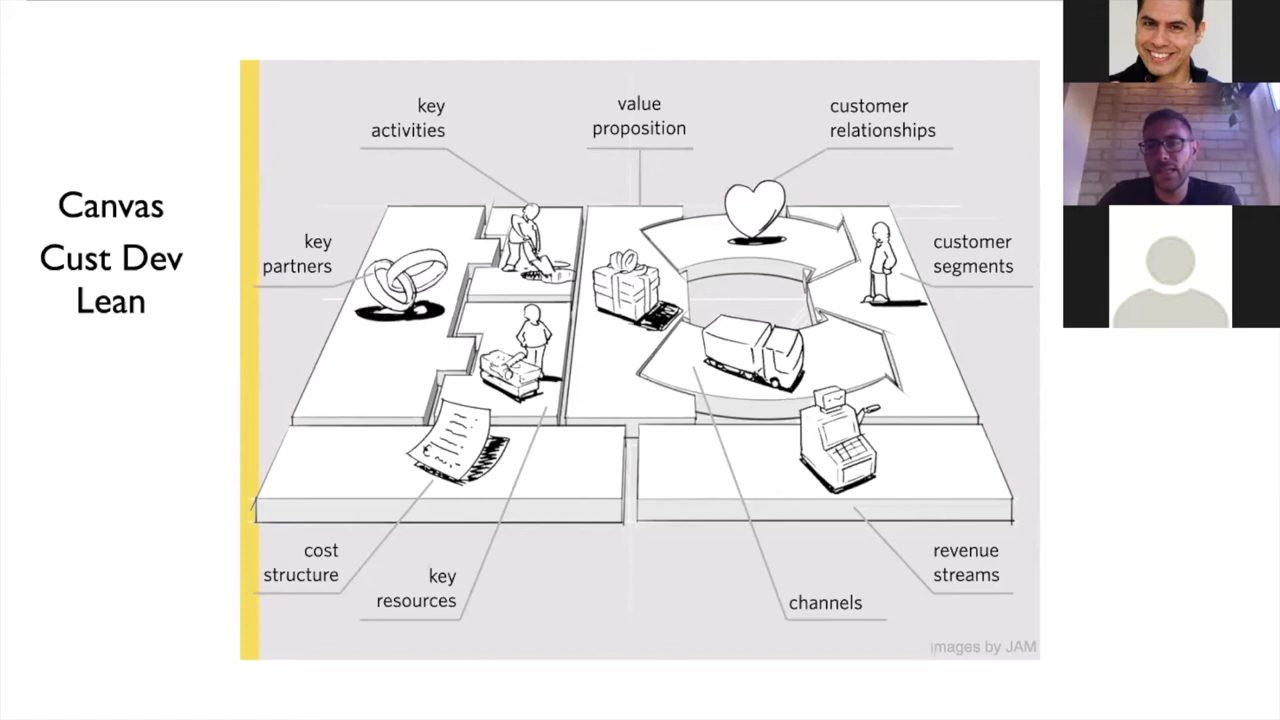 Canvas
Cust Dev
Lean
key
activities
value
proposition
customer
relationships
key
partners
customer
segments
cost
structure
key
resources
channels
revenue
streams
images by JAM